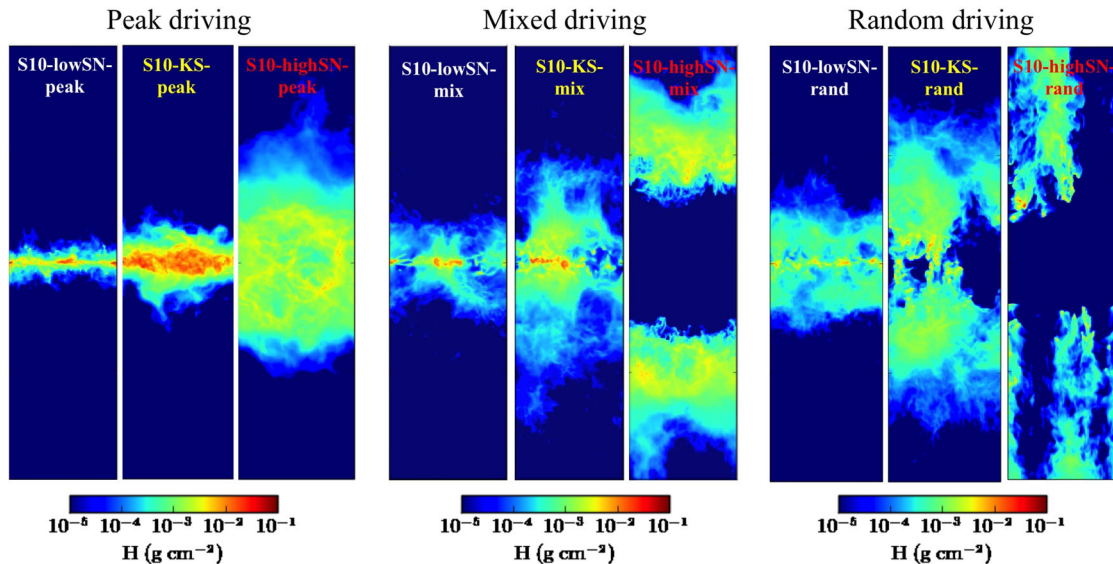 Peak driving
Mixed driving
Random driving
S10-lowSN-
peak
S10-KS-
peak
S10-highSN-
peak
S10-lowSN-
mix
S10-KS-
mix
S10-highSN-
mix
S10-lowSN-
rand
S10-KS-
rand
S10-highSN-
rand
10⁻⁵ 10⁻⁴ 10⁻³ 10⁻² 10⁻¹
H (g cm⁻²)
10⁻⁵ 10⁻⁴ 10⁻³ 10⁻² 10⁻¹
H (g cm⁻²)
10⁻⁵ 10⁻⁴ 10⁻³ 10⁻² 10⁻¹
H (g cm⁻²)